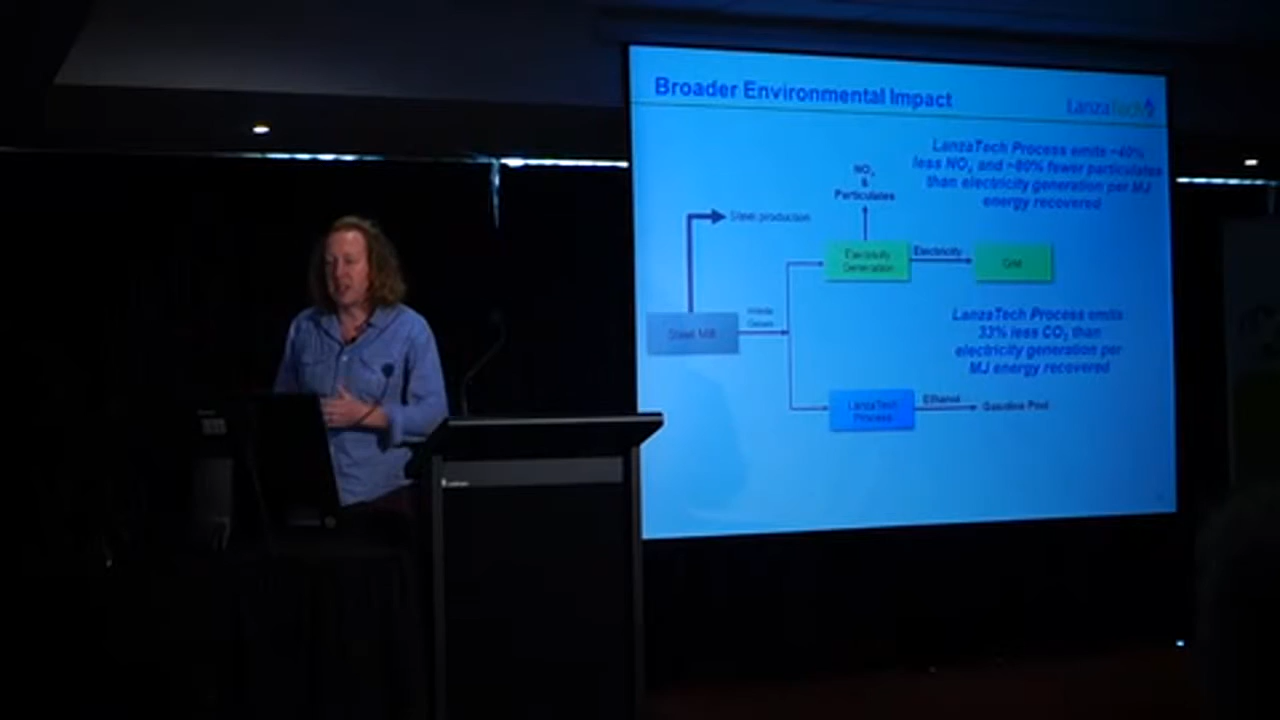 Broader Environmental Impact
LanzaTech
LanzaTech Process emits ~40%
less NOx and ~80% fewer particulates
than electricity generation per MJ
energy recovered
NOx
&
Particulates
Steel production
Electricity
Generation
Electricity
Grid
Waste
Gases
Steel Mill
LanzaTech Process emits
33% less CO₂ than
electricity generation per
MJ energy recovered
LanzaTech
Process
Ethanol
Gasoline Pool